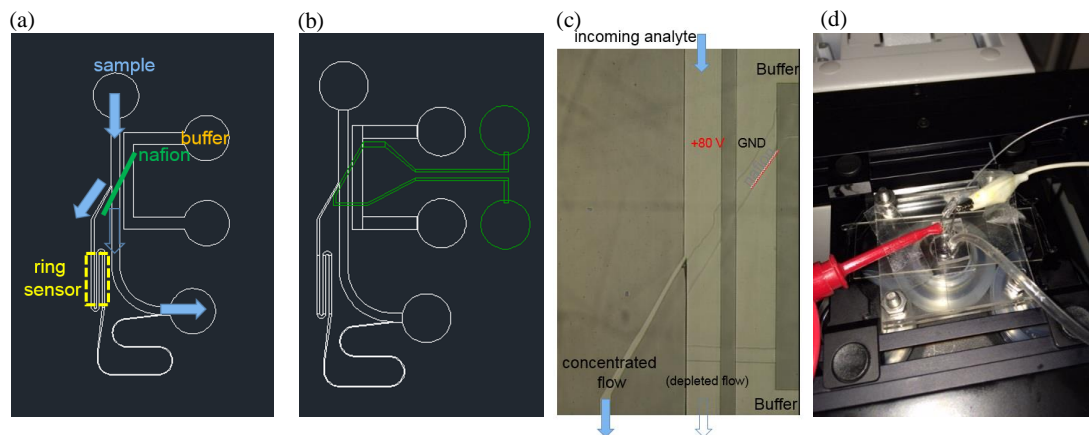 (a)
(b)
(c)
(d)
sample
buffer
nafion
ring
sensor
incoming analyte
Buffer
+80 V
GND
concentrated
flow
(depleted flow)
Buffer